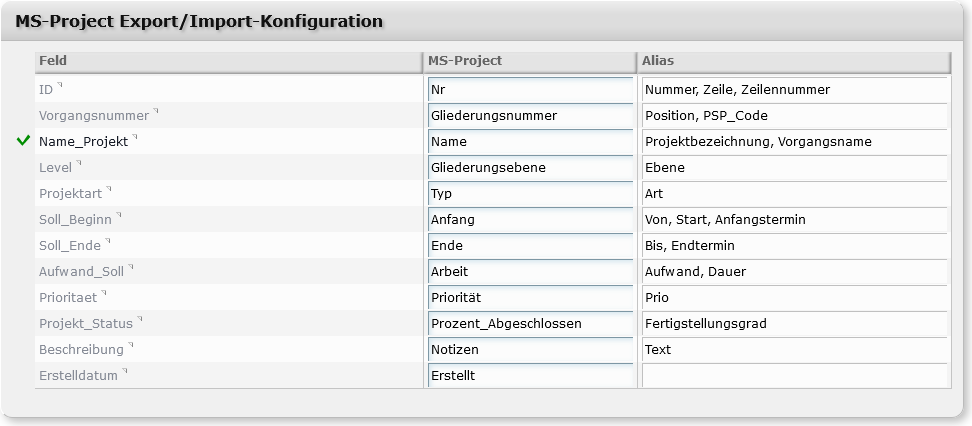 MS-Project Export/Import-Konfiguration
Feld MS-Project Alias
ID Nr Nummer, Zeile, Zeilennummer
Vorgangsnummer Gliederungsnummer Position, PSP_Code
Name_Projekt Name Projektbezeichnung, Vorgangsname
Level Gliederungsebene Ebene
Projektart Typ Art
Soll_Beginn Anfang Von, Start, Anfangstermin
Soll_Ende Ende Bis, Endtermin
Aufwand_Soll Arbeit Aufwand, Dauer
Prioritaet Priorität Prio
Projekt_Status Prozent_Abgeschlossen Fertigstellungsgrad
Beschreibung Notizen Text
Erstelldatum Erstellt